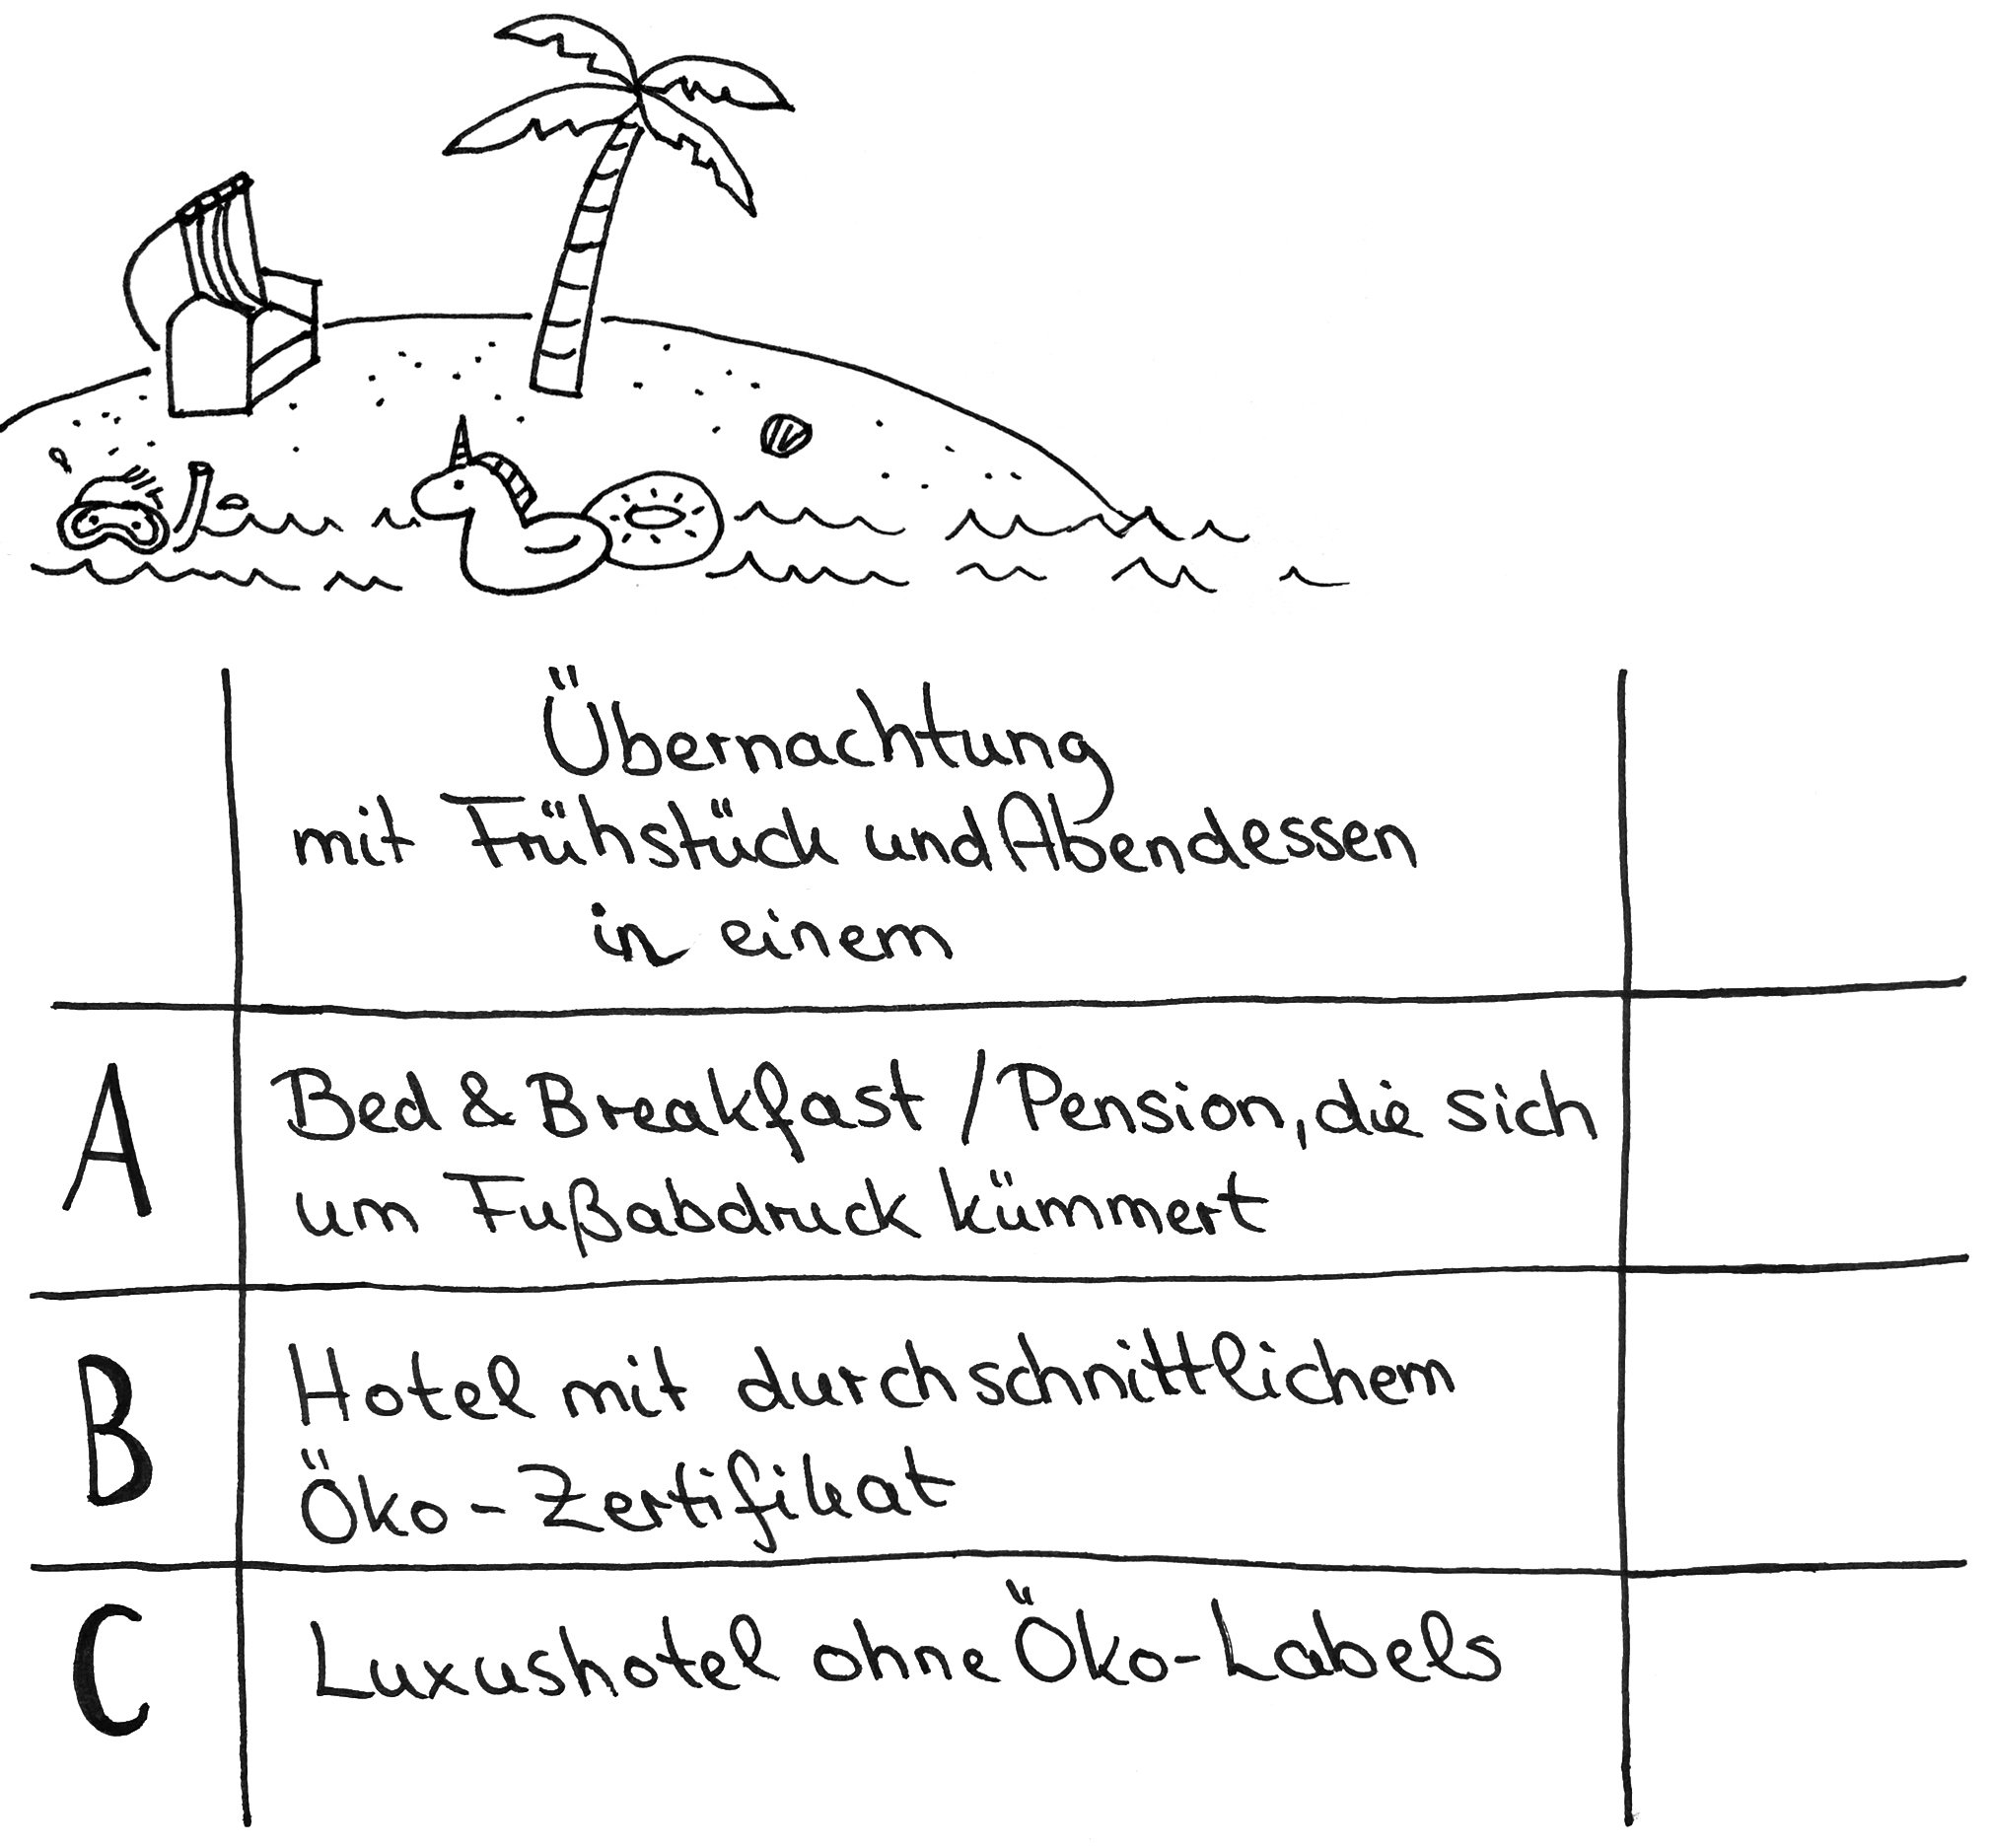 Übernachtung
mit Frühstück und Abendessen
in einem
A
Bed & Breakfast / Pension, die sich
um Fußabdruck kümmert
B
Hotel mit durchschnittlichem
Öko-Zertifikat
C
Luxushotel ohne Öko-Labels